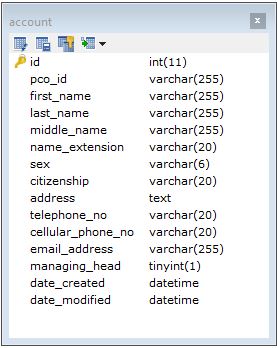 account
id int(11)
pco_id varchar(255)
first_name varchar(255)
last_name varchar(255)
middle_name varchar(255)
name_extension varchar(20)
sex varchar(6)
citizenship varchar(20)
address text
telephone_no varchar(20)
cellular_phone_no varchar(20)
email_address varchar(255)
managing_head tinyint(1)
date_created datetime
date_modified datetime